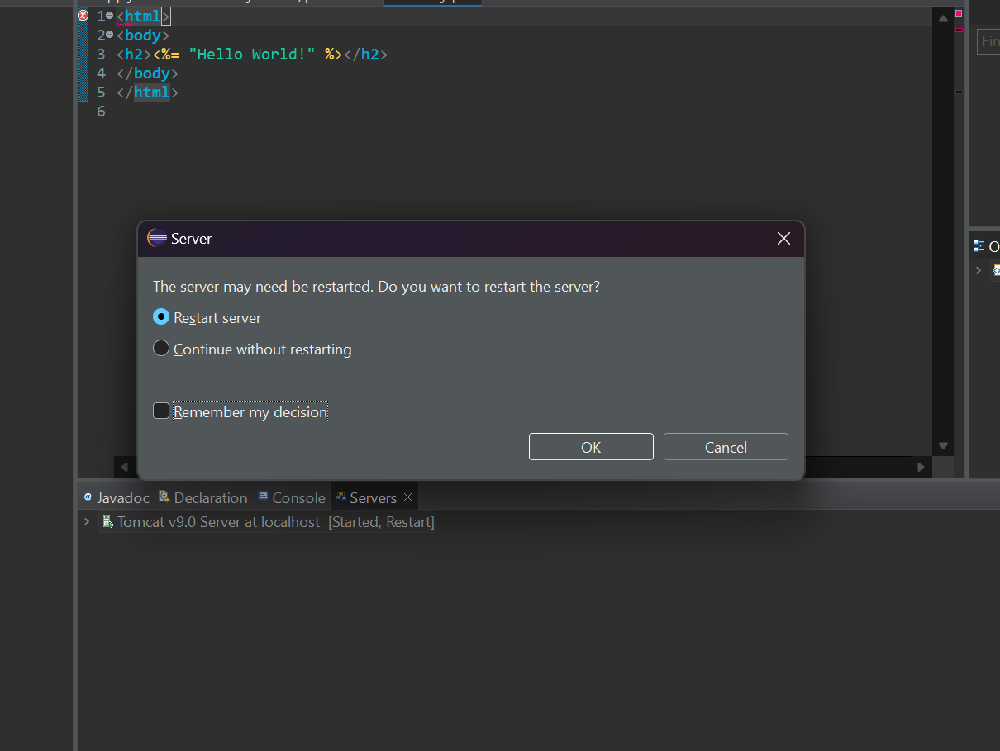 1 <html>
2 <body>
3 <h2><%= "Hello World!" %></h2>
4 </body>
5 </html>
6
Server
The server may need be restarted. Do you want to restart the server?
Restart server
Continue without restarting
Remember my decision
OK Cancel
Javadoc Declaration Console Servers
Tomcat v9.0 Server at localhost [Started, Restart]